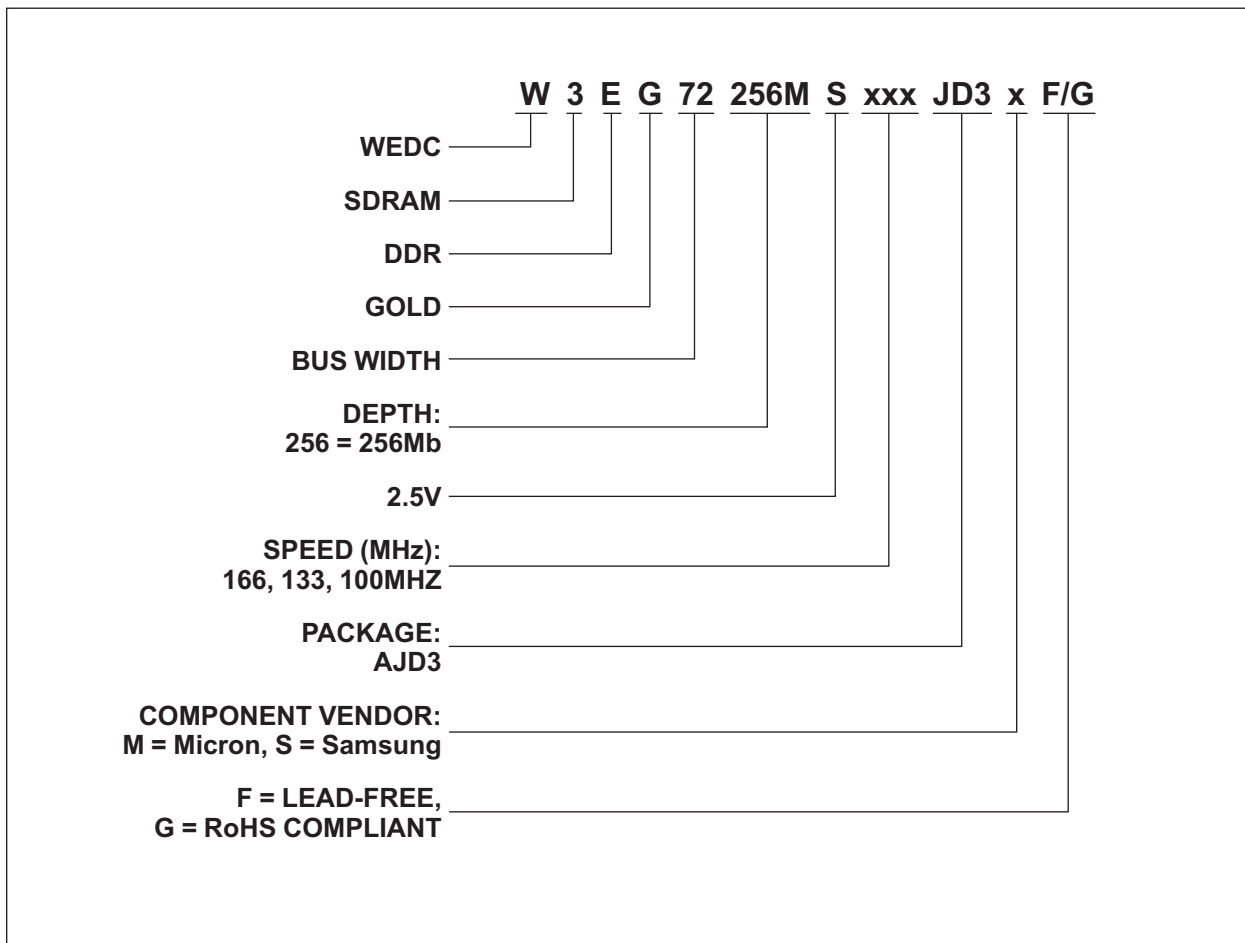 W 3 E G 72 256M S xxx JD3 x F/G
WEDC
SDRAM
DDR
GOLD
BUS WIDTH
DEPTH:
256 = 256Mb
2.5V
SPEED (MHz):
166, 133, 100MHZ
PACKAGE:
AJD3
COMPONENT VENDOR:
M = Micron, S = Samsung
F = LEAD-FREE,
G = RoHS COMPLIANT